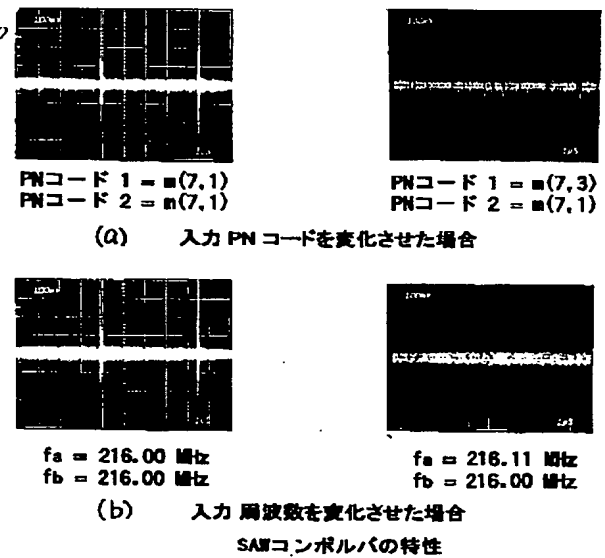 PNコード 1 = m(7,1)
PNコード 2 = m(7,1)
PNコード 1 = m(7,3)
PNコード 2 = m(7,1)
(a) 入力 PN コードを変化させた場合
fa = 216.00 MHz
fb = 216.00 MHz
fa = 216.11 MHz
fb = 216.00 MHz
(b) 入力 周波数を変化させた場合
SAWコンボルバの特性